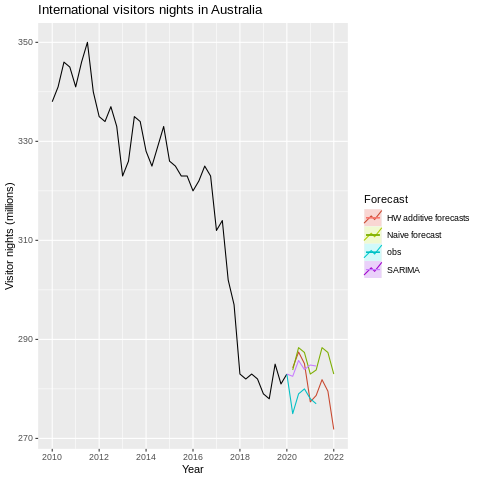 International visitors nights in Australia
Visitor nights (millions)
350
330
310
290
270
2010
2012
2014
2016
2018
2020
2022
Year
Forecast
HW additive forecasts
Naive forecast
obs
SARIMA